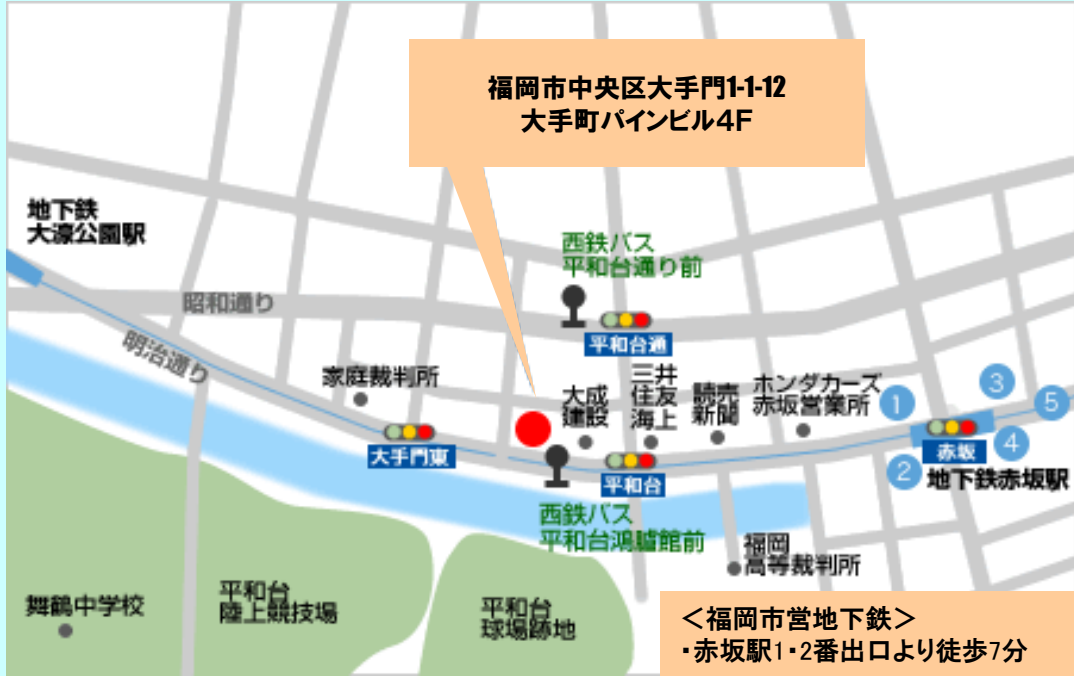 福岡市中央区大手門1-1-12
大手町パインビル4F
地下鉄
大濠公園駅
西鉄バス
平和台通り前
昭和通り
平和台通
明治通り
家庭裁判所
大成
建設
三井
住友
海上
読売
新聞
ホンダカーズ
赤坂営業所
1
3
5
大手門東
平和台
赤坂
4
2
地下鉄赤坂駅
西鉄バス
平和台鴻臚館前
福岡
高等裁判所
舞鶴中学校
平和台
陸上競技場
平和台
球場跡地
＜福岡市営地下鉄＞
・赤坂駅1・2番出口より徒歩7分